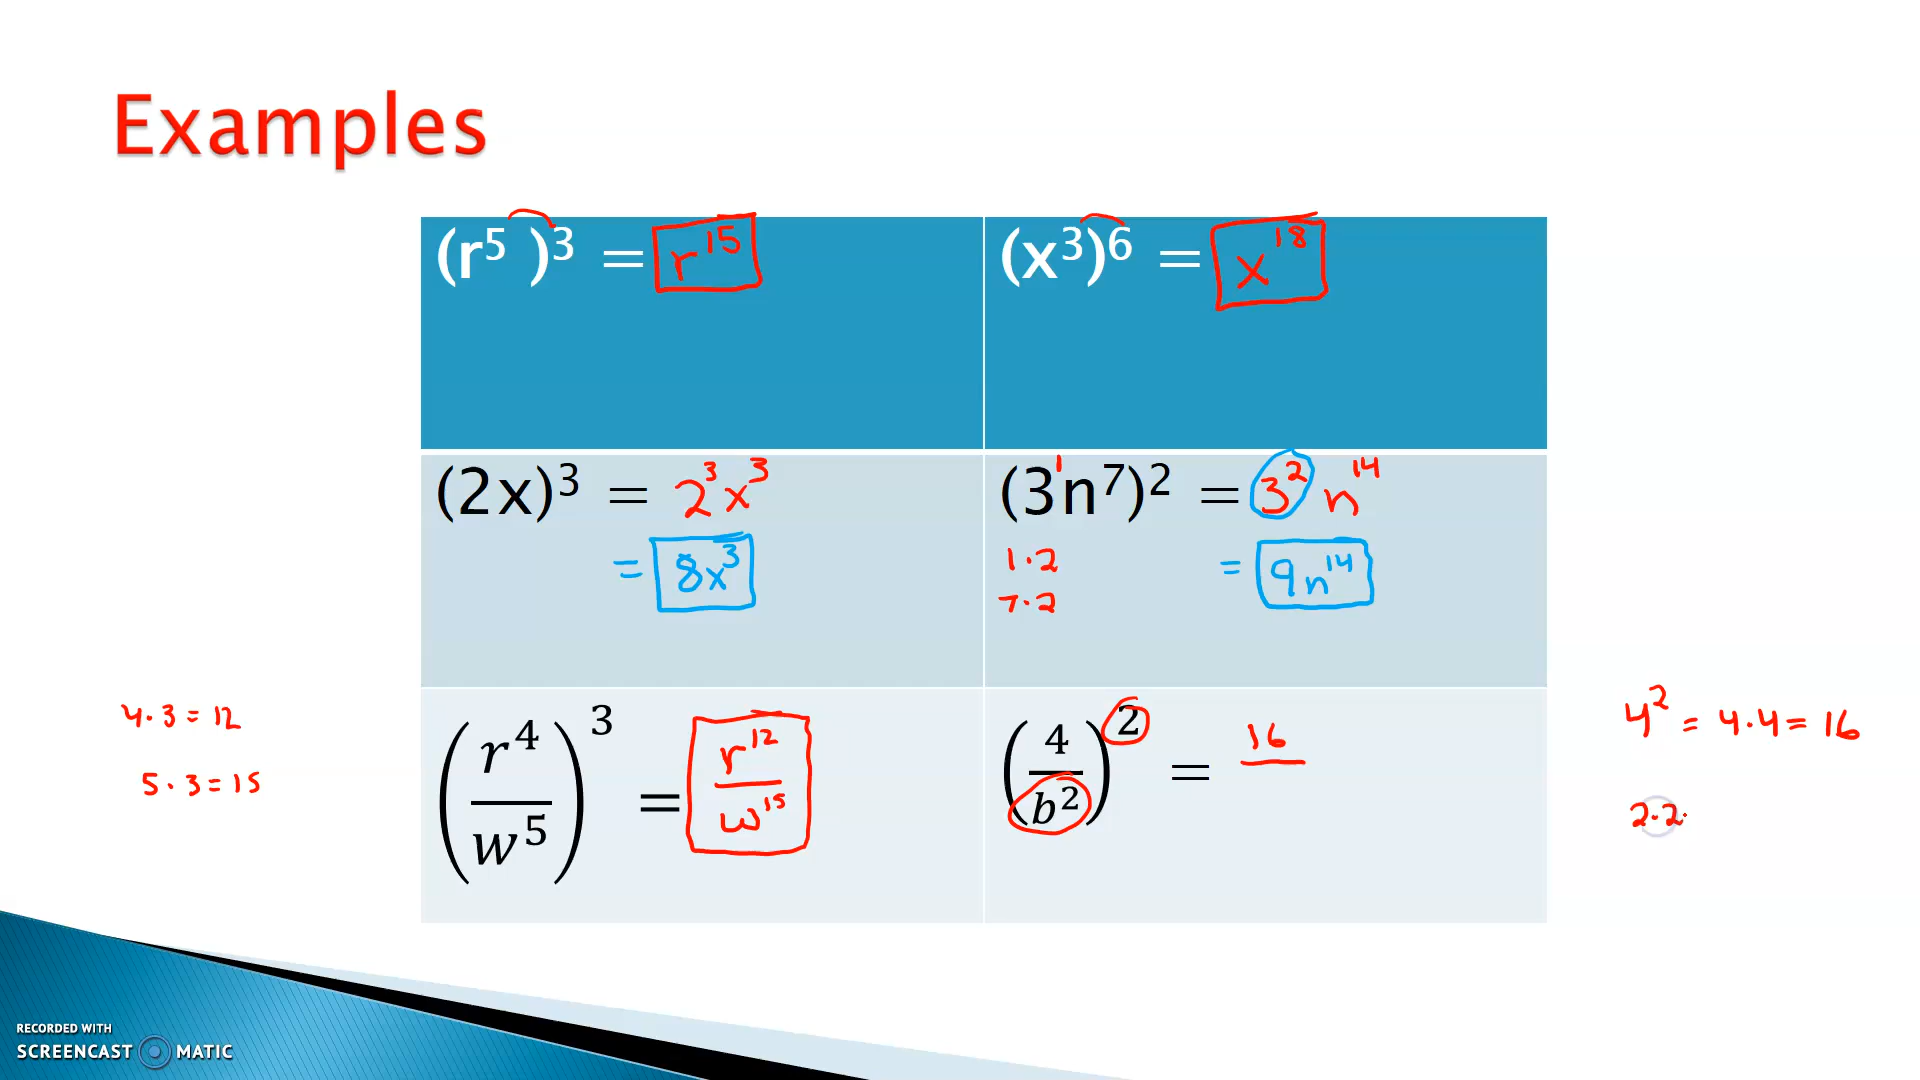 Examples
(r⁵ )³ = r¹⁵
(x³)⁶ = x¹⁸
(2x)³ = 2³x³
= 8x³
(3¹n⁷)² = 3² n¹⁴
1·2
7·2
= 9n¹⁴
4·3=12
5·3=15
(r⁴/w⁵)³ = r¹²/w¹⁵
(4/b²)² = 16/
4² = 4·4=16
2·2·
RECORDED WITH
SCREENCAST MATIC